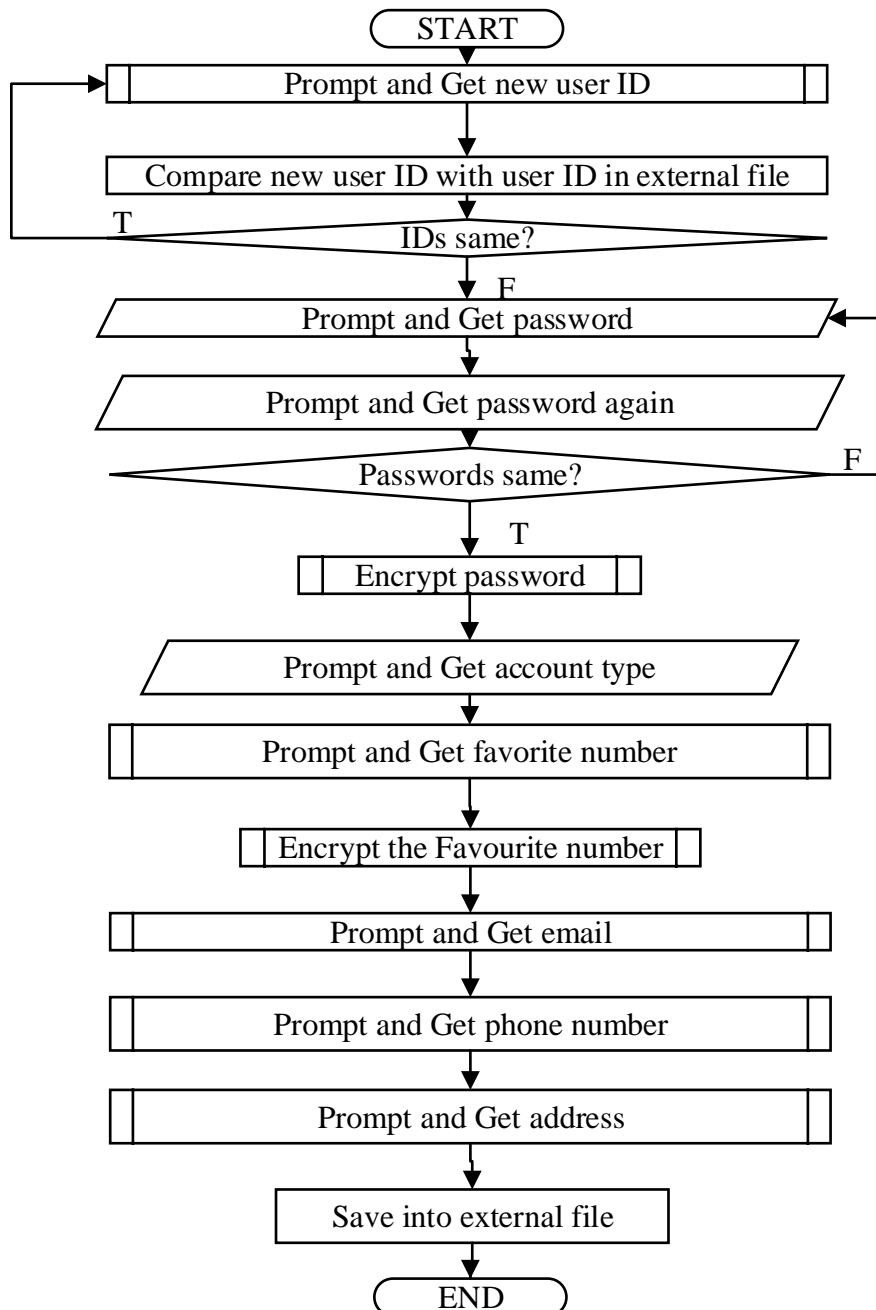 START
Prompt and Get new user ID
Compare new user ID with user ID in external file
T
IDs same?
F
Prompt and Get password
Prompt and Get password again
Passwords same?
F
T
Encrypt password
Prompt and Get account type
Prompt and Get favorite number
Encrypt the Favourite number
Prompt and Get email
Prompt and Get phone number
Prompt and Get address
Save into external file
END